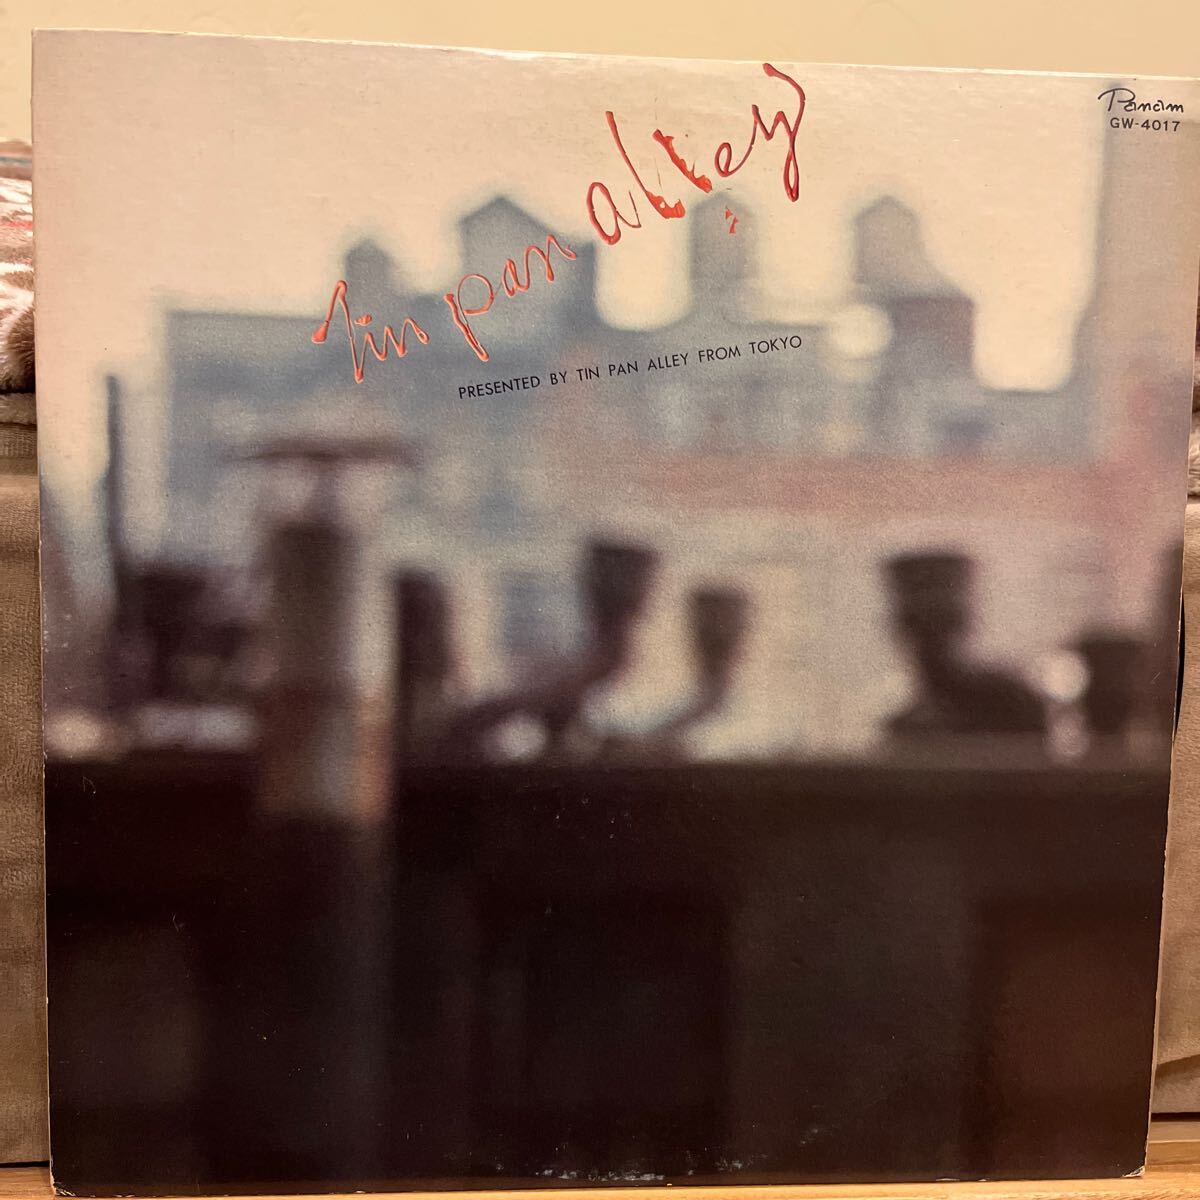 Panam
GW-4017
tin pan alley
PRESENTED BY TIN PAN ALLEY FROM TOKYO